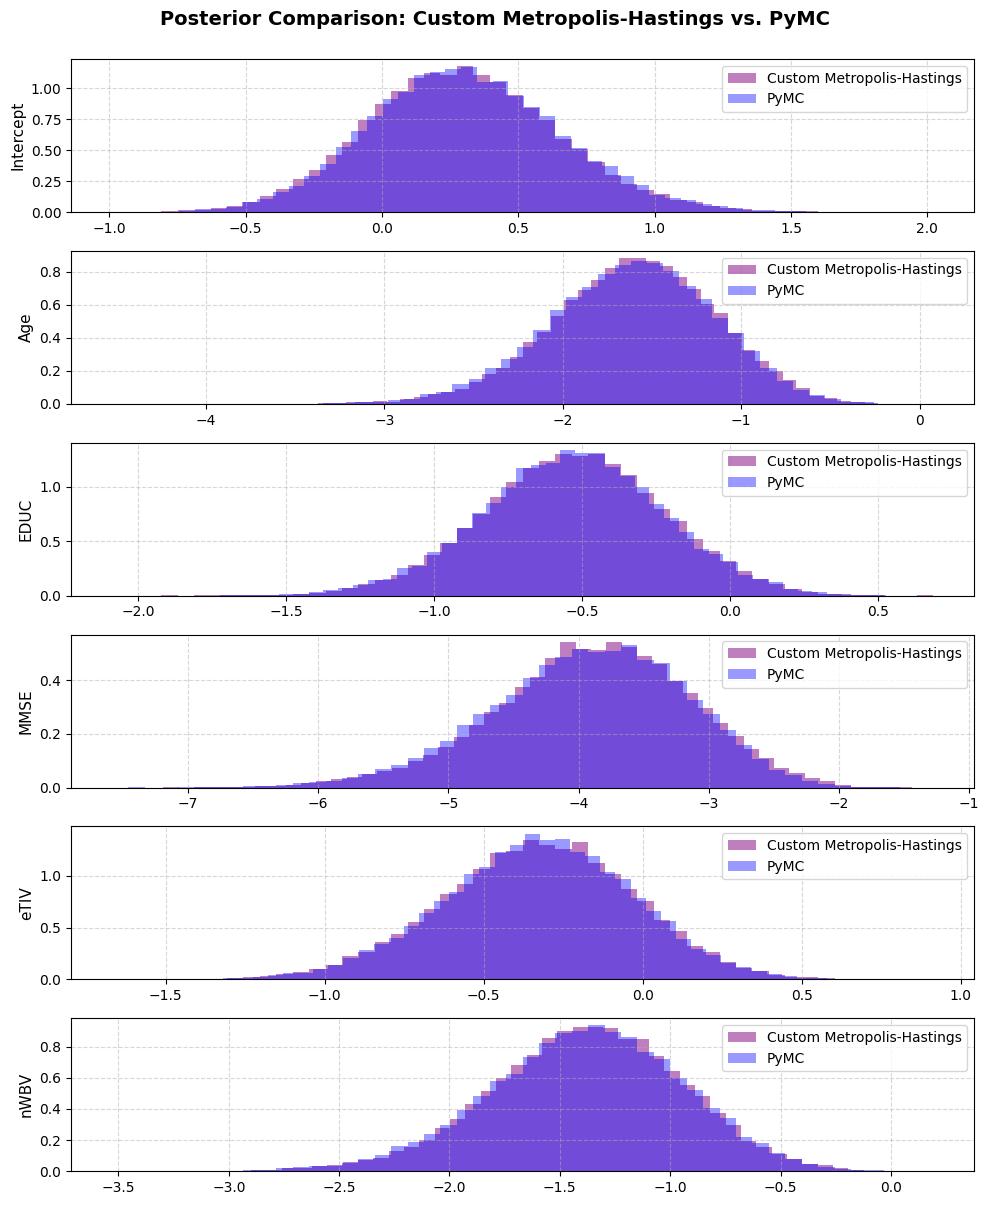 Posterior Comparison: Custom Metropolis-Hastings vs. PyMC
Intercept
1.00
0.75
0.50
0.25
0.00
Custom Metropolis-Hastings
PyMC
−1.0 −0.5 0.0 0.5 1.0 1.5 2.0
Age
0.8
0.6
0.4
0.2
0.0
Custom Metropolis-Hastings
PyMC
−4 −3 −2 −1 0
EDUC
1.0
0.5
0.0
Custom Metropolis-Hastings
PyMC
−2.0 −1.5 −1.0 −0.5 0.0 0.5
MMSE
0.4
0.2
0.0
Custom Metropolis-Hastings
PyMC
−7 −6 −5 −4 −3 −2 −1
eTIV
1.0
0.5
0.0
Custom Metropolis-Hastings
PyMC
−1.5 −1.0 −0.5 0.0 0.5 1.0
nWBV
0.8
0.6
0.4
0.2
0.0
Custom Metropolis-Hastings
PyMC
−3.5 −3.0 −2.5 −2.0 −1.5 −1.0 −0.5 0.0